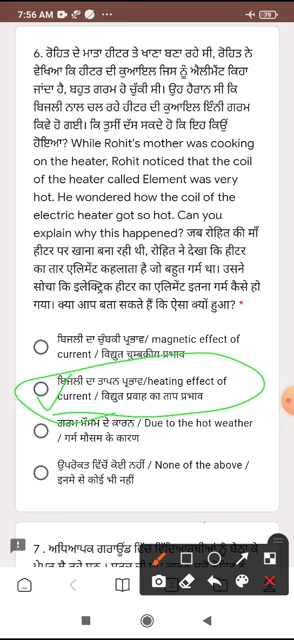 7:56 AM
79
6. ਰੋਹਿਤ ਦੇ ਮਾਤਾ ਹੀਟਰ ਤੇ ਖਾਣਾ ਬਣਾ ਰਹੇ ਸੀ, ਰੋਹਿਤ ਨੇ
ਵੇਖਿਆ ਕਿ ਹੀਟਰ ਦੀ ਕੁਆਇਲ ਜਿਸ ਨੂੰ ਐਲੀਮੈਂਟ ਕਿਹਾ
ਜਾਂਦਾ ਹੈ, ਬਹੁਤ ਗਰਮ ਹੋ ਚੁੱਕੀ ਸੀ। ਉਹ ਹੈਰਾਨ ਸੀ ਕਿ
ਬਿਜਲੀ ਨਾਲ ਚਲ ਰਹੇ ਹੀਟਰ ਦੀ ਕੁਆਇਲ ਇੰਨੀ ਗਰਮ
ਕਿਵੇ ਹੋ ਗਈ। ਕਿ ਤੁਸੀਂ ਦੱਸ ਸਕਦੇ ਹੋ ਕਿ ਇਹ ਕਿਉਂ
ਹੋਇਆ? While Rohit's mother was cooking
on the heater, Rohit noticed that the coil
of the heater called Element was very
hot. He wondered how the coil of the
electric heater got so hot. Can you
explain why this happened? जब रोहित की माँ
हीटर पर खाना बना रही थी, रोहित ने देखा कि हीटर
का तार एलिमेंट कहलाता है जो बहुत गर्म था। उसने
सोचा कि इलेक्ट्रिक हीटर का एलिमेंट इतना गर्म कैसे हो
गया। क्या आप बता सकते हैं कि ऐसा क्यों हुआ? *
ਬਿਜਲੀ ਦਾ ਚੁੰਬਕੀ ਪ੍ਰਭਾਵ/ magnetic effect of
current / विद्युत चुम्बकीय प्रभाव
ਬਿਜਲੀ ਦਾ ਤਾਪਨ ਪ੍ਰਭਾਵ/heating effect of
current / विद्युत प्रवाह का ताप प्रभाव
ਗਰਮ ਮੌਸਮ ਦੇ ਕਾਰਨ / Due to the hot weather
/ गर्म मौसम के कारण
ਉਪਰੋਕਤ ਵਿੱਚੋਂ ਕੋਈ ਨਹੀਂ / None of the above /
इनमे से कोई भी नहीं
7 . ਅਧਿਆਪਕ ਗਰਾਊਂਡ ਵਿੱਚ ਵਿੱਦਿਆਰਥੀਆਂ ਨੂੰ ਬੈਠਾ ਕੇ